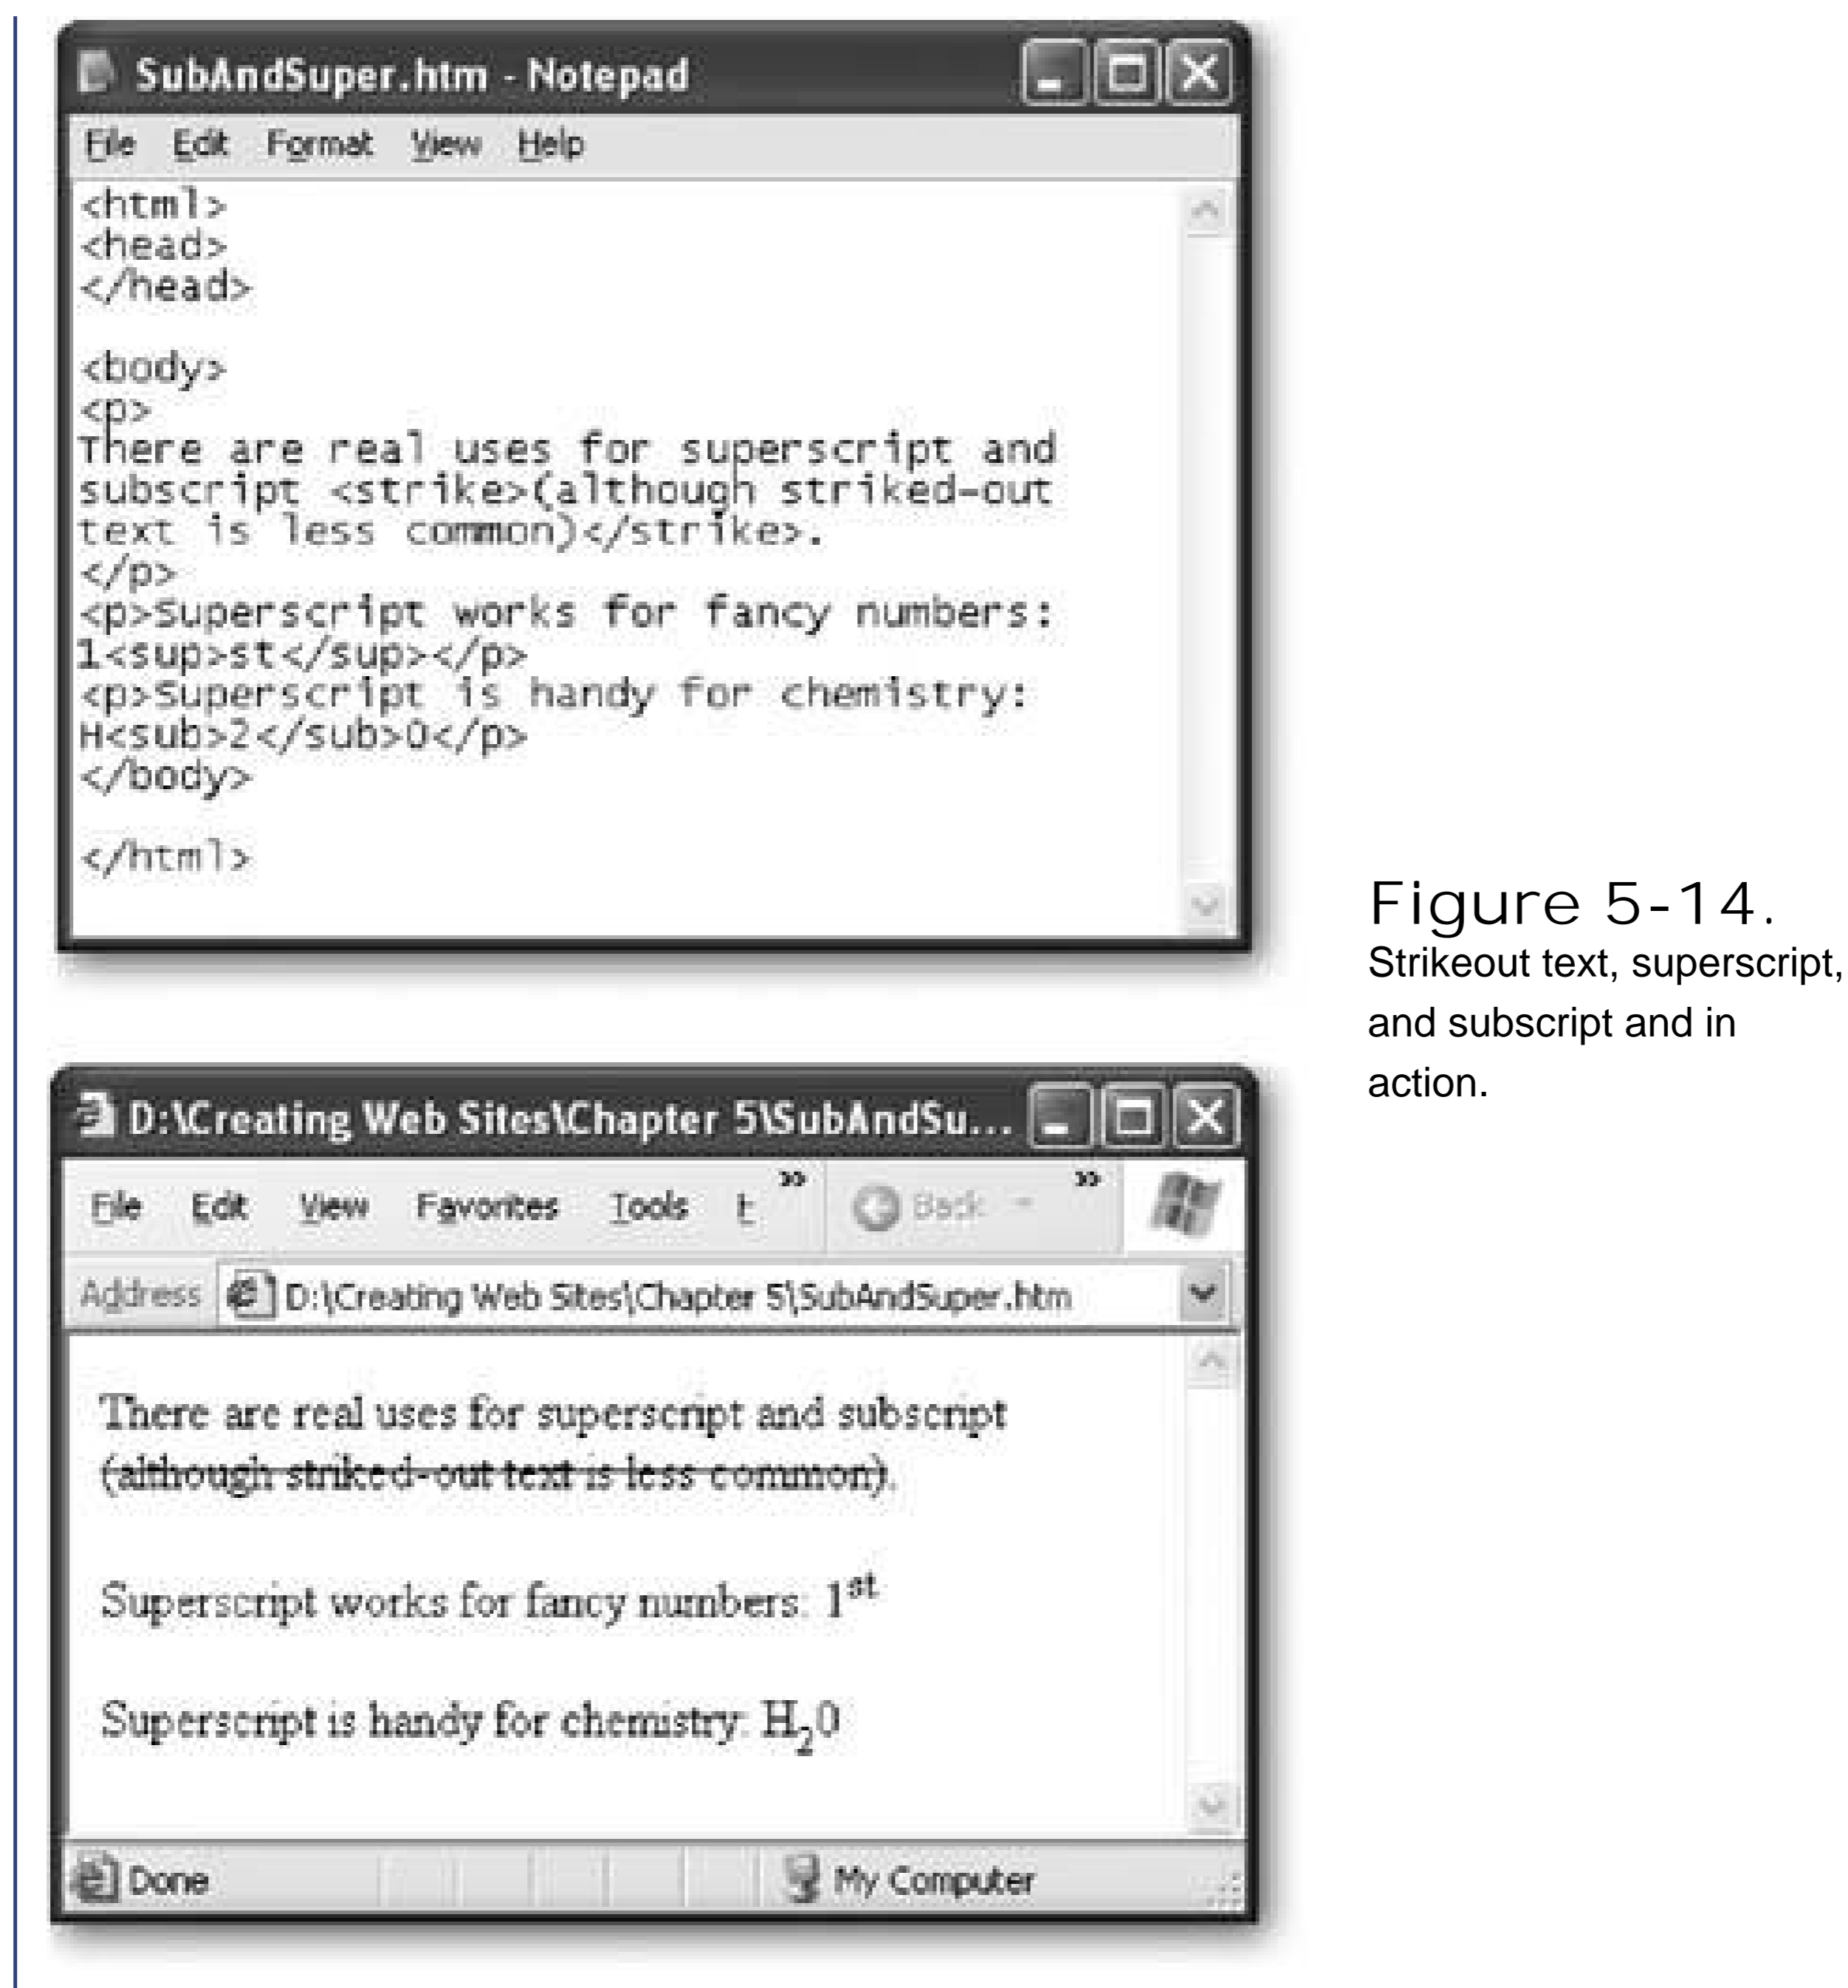 SubAndSuper.htm - Notepad
File Edit Format View Help
<html>
<head>
</head>
<body>
<p>
There are real uses for superscript and
subscript <strike>(although striked-out
text is less common)</strike>.
</p>
<p>Superscript works for fancy numbers:
1<sup>st</sup></p>
<p>Superscript is handy for chemistry:
H<sub>2</sub>0</p>
</body>
</html>
Figure 5-14.
Strikeout text, superscript,
and subscript and in
action.
D:\Creating Web Sites\Chapter 5\SubAndSu...
File Edit View Favorites Tools » Back »
Address D:\Creating Web Sites\Chapter 5\SubAndSuper.htm
There are real uses for superscript and subscript
(although striked-out text is less common).
Superscript works for fancy numbers: 1st
Superscript is handy for chemistry: H20
Done My Computer